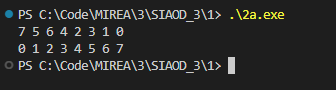 PS C:\Code\MIREA\3\SIAOD_3\1> .\2a.exe
7 5 6 4 2 3 1 0
0 1 2 3 4 5 6 7
PS C:\Code\MIREA\3\SIAOD_3\1>